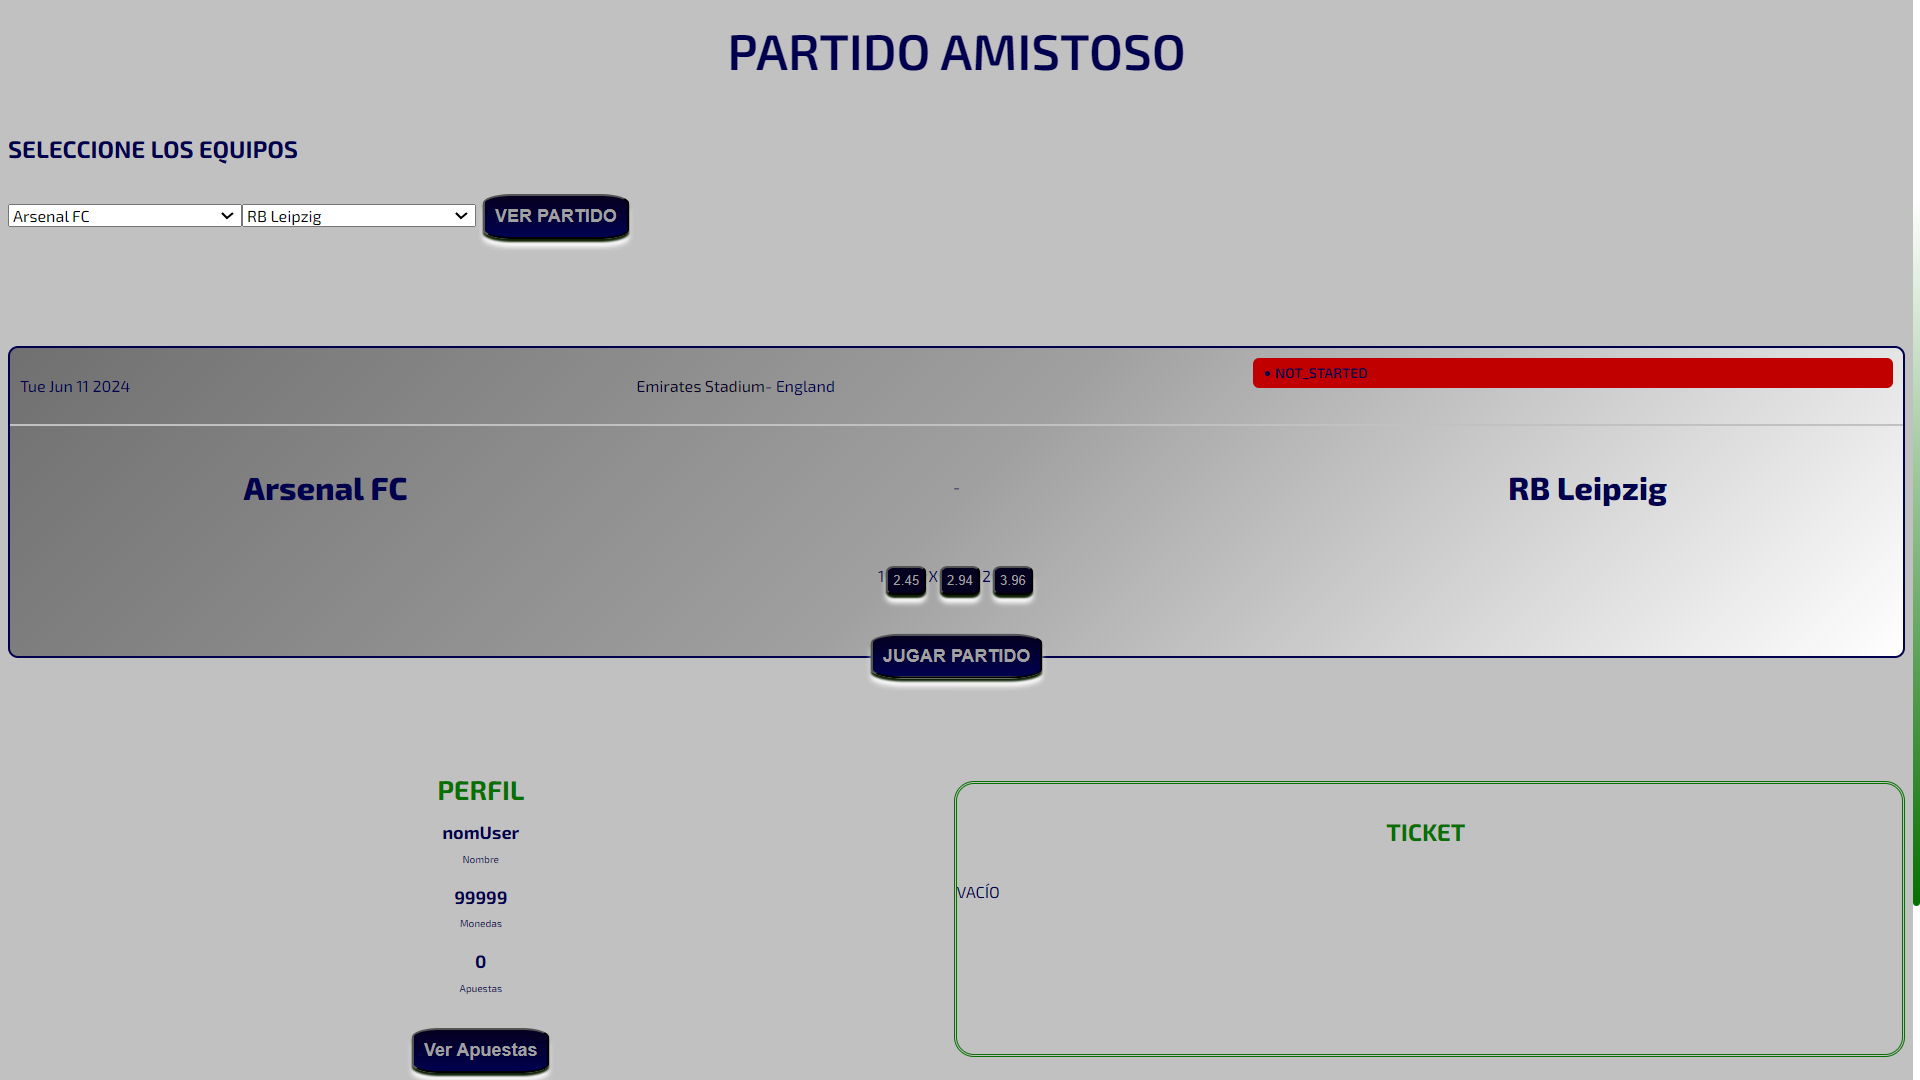 PARTIDO AMISTOSO
SELECCIONE LOS EQUIPOS
Arsenal FC RB Leipzig VER PARTIDO
Tue Jun 11 2024 Emirates Stadium- England • NOT_STARTED
Arsenal FC - RB Leipzig
1 2.45 X 2.94 2 3.96
JUGAR PARTIDO
PERFIL
nomUser
Nombre
99999
Monedas
0
Apuestas
Ver Apuestas
TICKET
VACÍO